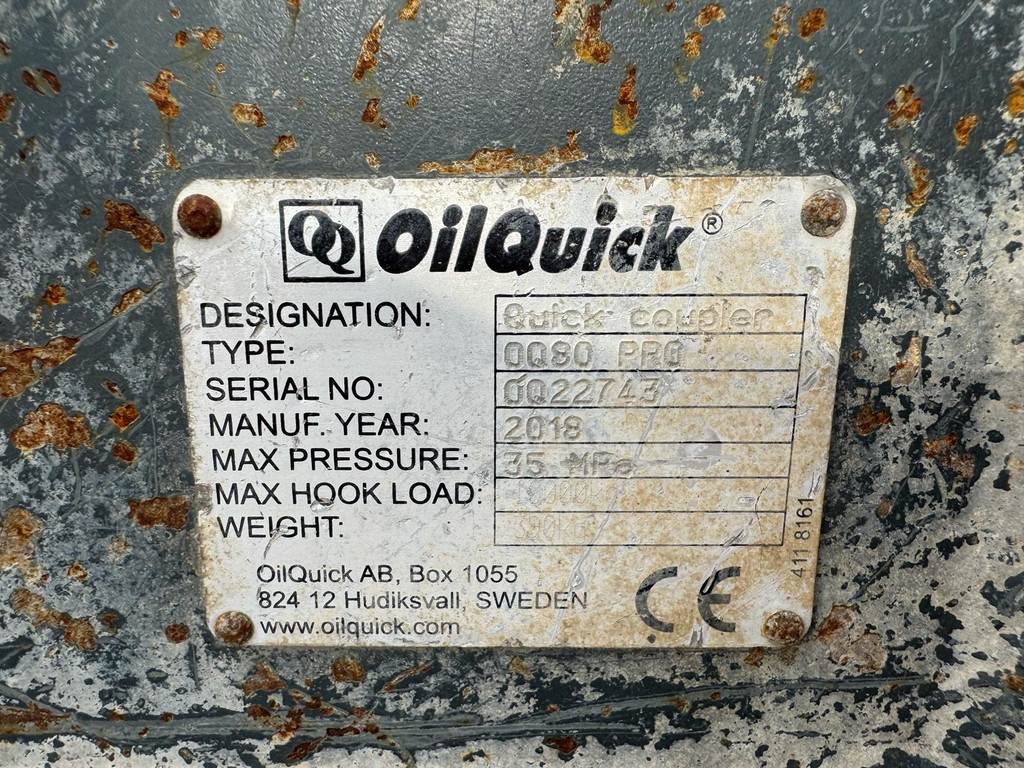 QQ OilQuick®
DESIGNATION: Quick coupler
TYPE: OQ80 PRO
SERIAL NO: OQ22743
MANUF. YEAR: 2018
MAX PRESSURE: 35 MPa
MAX HOOK LOAD:
WEIGHT:
OilQuick AB, Box 1055
824 12 Hudiksvall, SWEDEN
www.oilquick.com
CE
411 8161